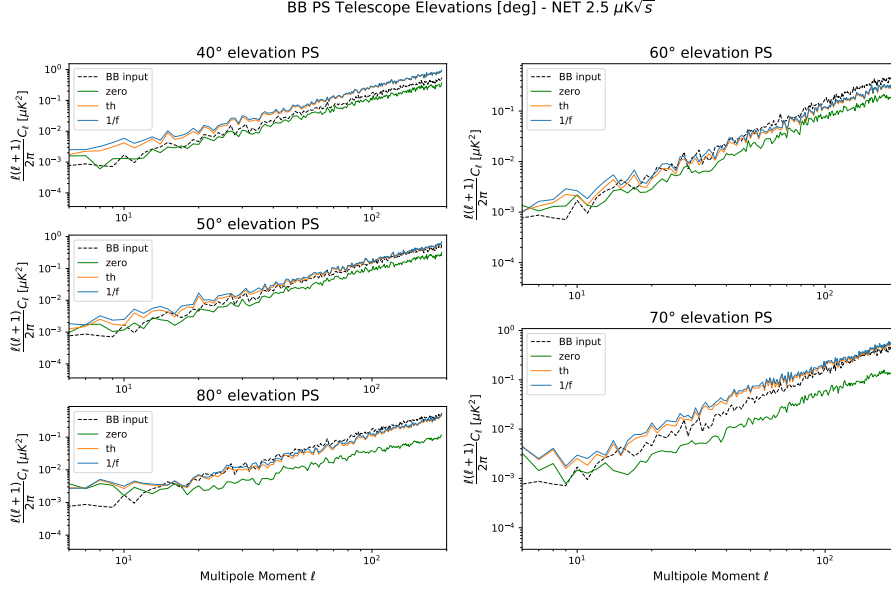 BB PS Telescope Elevations [deg] - NET 2.5 μK√s
40° elevation PS
ℓ(ℓ + 1)/2π Cℓ [μK²]
10⁰
10⁻¹
10⁻²
10⁻³
10⁻⁴
BB input
zero
th
1/f
10¹
10²
50° elevation PS
ℓ(ℓ + 1)/2π Cℓ [μK²]
10⁰
10⁻¹
10⁻²
10⁻³
10⁻⁴
BB input
zero
th
1/f
10¹
10²
80° elevation PS
ℓ(ℓ + 1)/2π Cℓ [μK²]
10⁻¹
10⁻²
10⁻³
10⁻⁴
BB input
zero
th
1/f
10¹
10²
Multipole Moment ℓ
60° elevation PS
ℓ(ℓ + 1)/2π Cℓ [μK²]
10⁻¹
10⁻²
10⁻³
10⁻⁴
BB input
zero
th
1/f
10¹
10²
70° elevation PS
ℓ(ℓ + 1)/2π Cℓ [μK²]
10⁰
10⁻¹
10⁻²
10⁻³
10⁻⁴
BB input
zero
th
1/f
10¹
10²
Multipole Moment ℓ